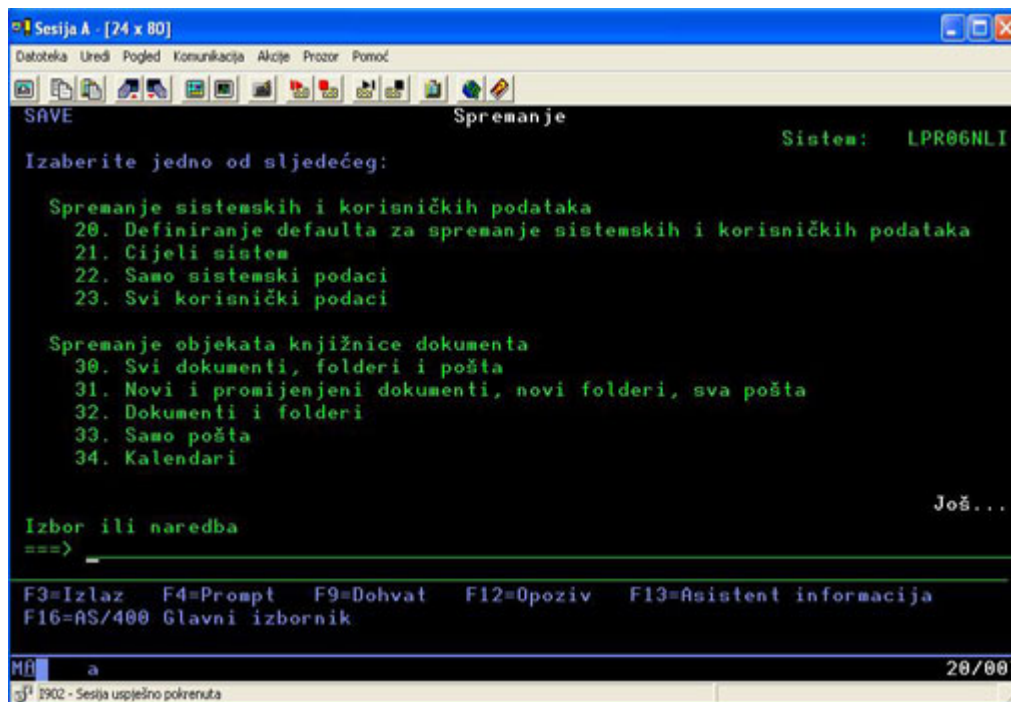 Sesija A - [24 x 80]
Datoteka Uredi Pogled Komunikacija Akcije Prozor Pomoć
SAVE Spremanje
Sistem: LPR06NLI
Izaberite jedno od sljedećeg:
Spremanje sistemskih i korisničkih podataka
20. Definiranje defaulta za spremanje sistemskih i korisničkih podataka
21. Cijeli sistem
22. Samo sistemski podaci
23. Svi korisnički podaci
Spremanje objekata knjižnice dokumenta
30. Svi dokumenti, folderi i pošta
31. Novi i promijenjeni dokumenti, novi folderi, sva pošta
32. Dokumenti i folderi
33. Samo pošta
34. Kalendari
Još...
Izbor ili naredba
===>
F3=Izlaz F4=Prompt F9=Dohvat F12=Opoziv F13=Asistent informacija
F16=AS/400 Glavni izbornik
MA a 20/00
I902 - Sesija uspješno pokrenuta